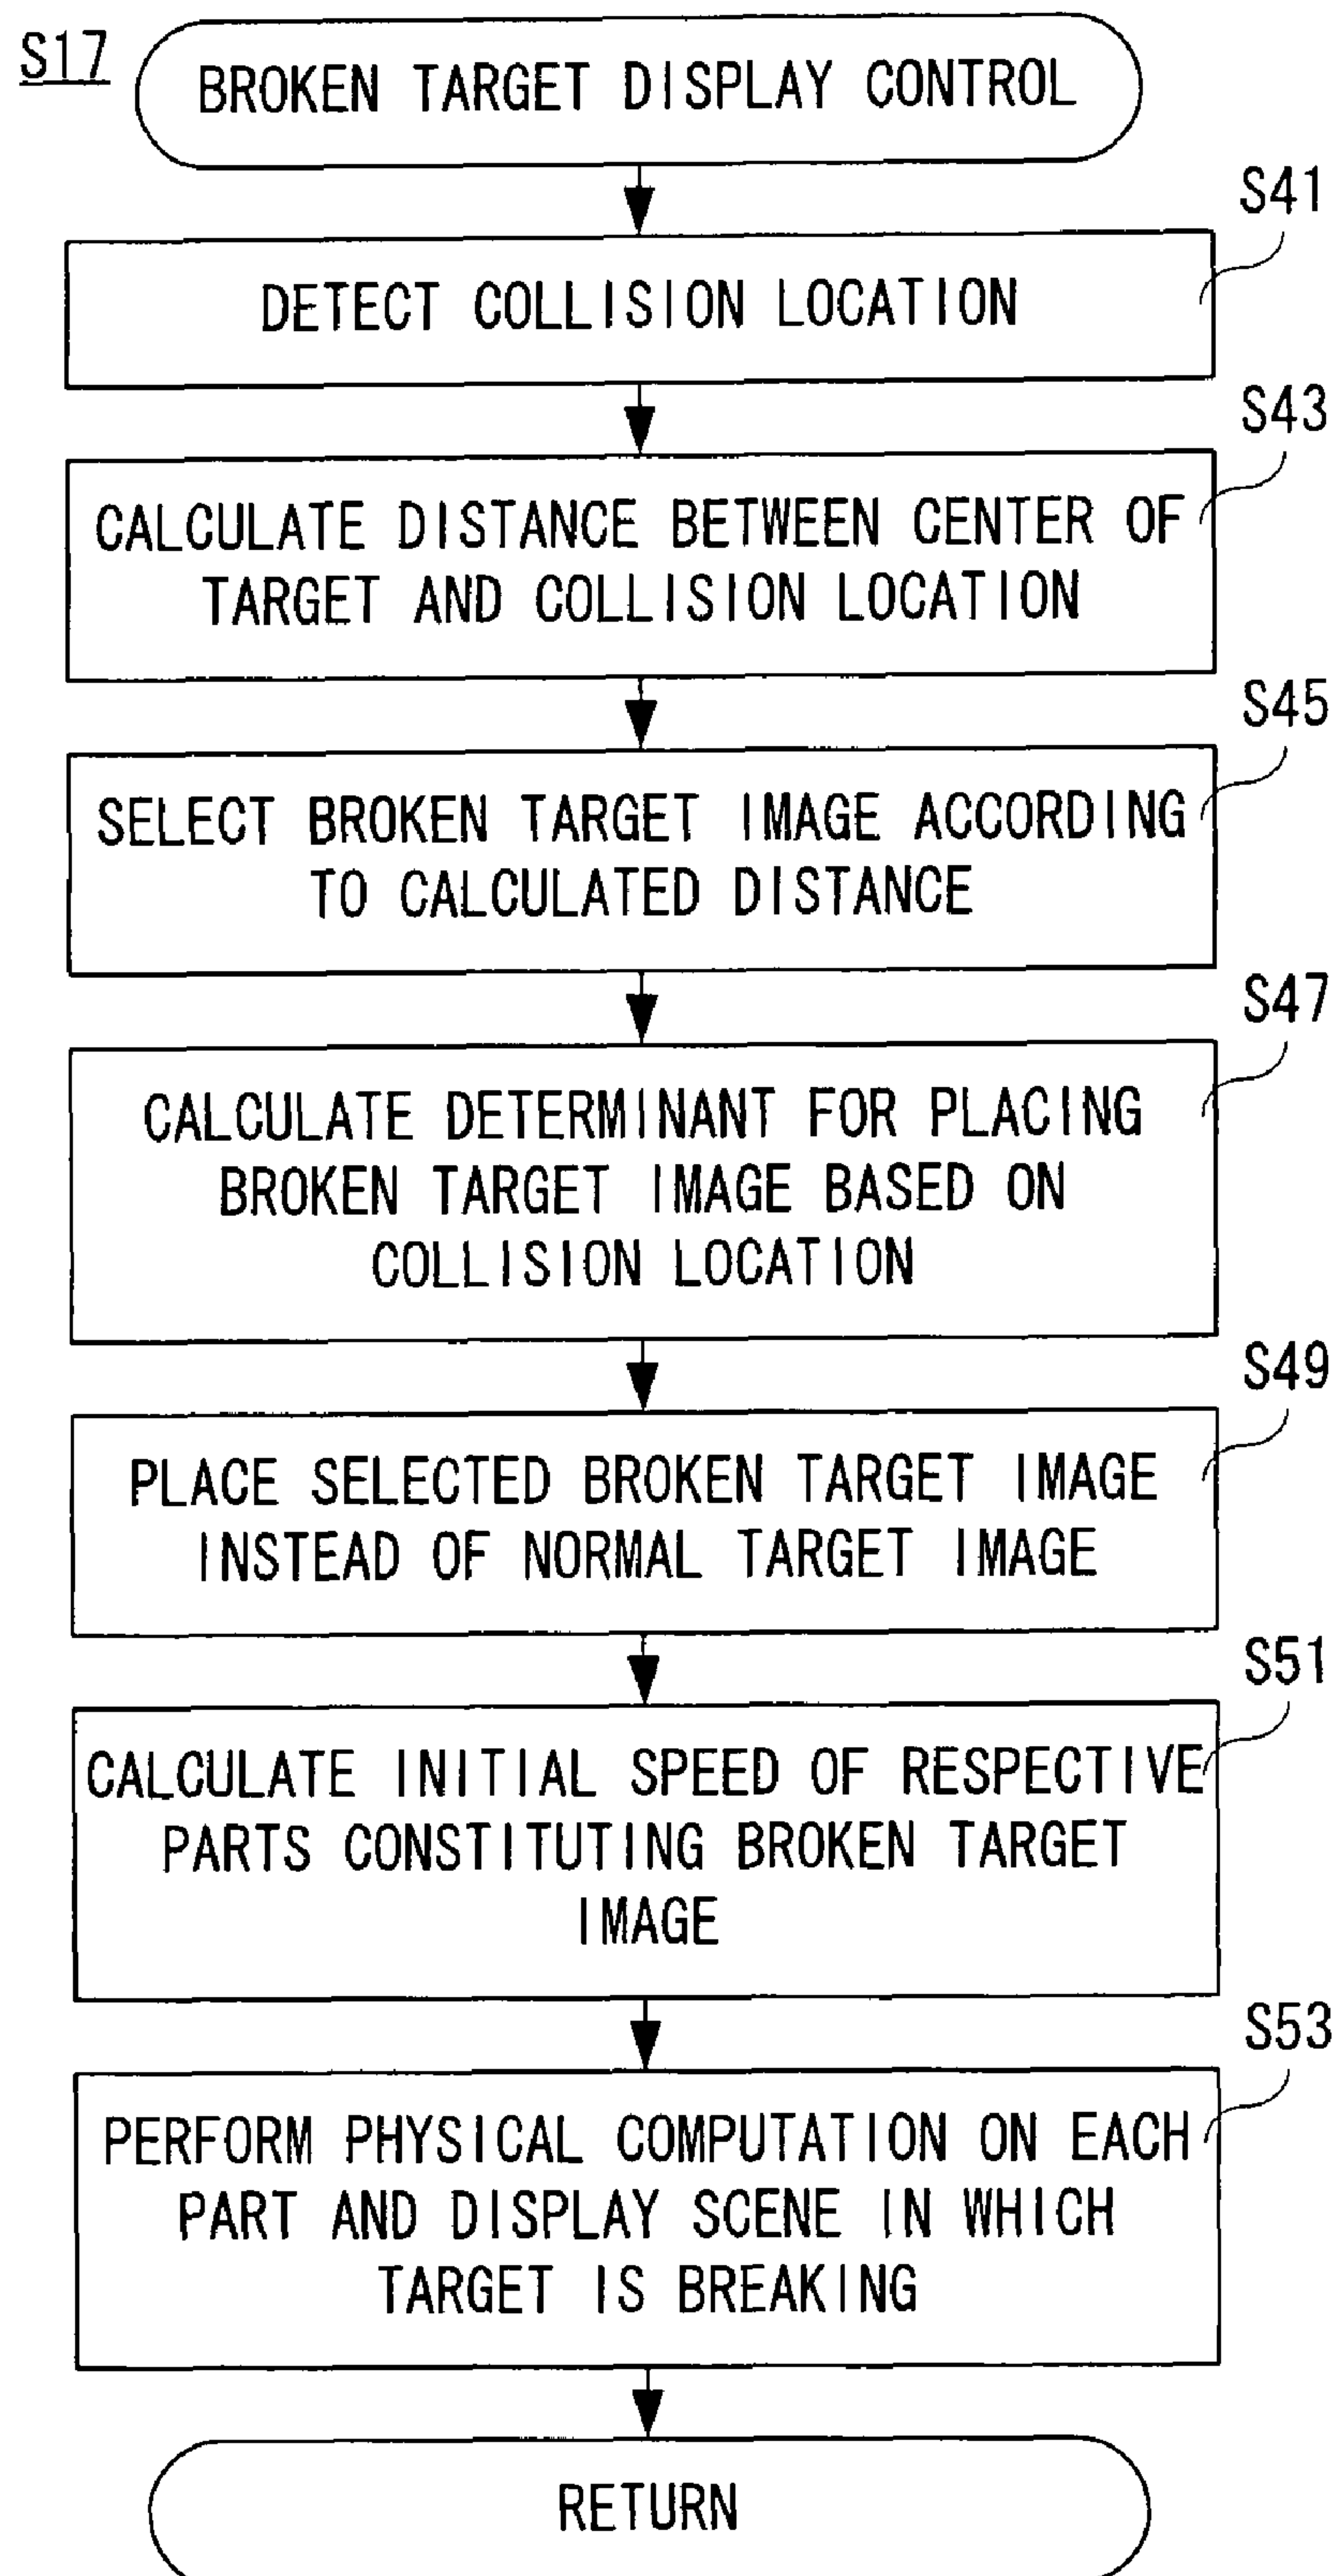 S17
BROKEN TARGET DISPLAY CONTROL
S41
DETECT COLLISION LOCATION
S43
CALCULATE DISTANCE BETWEEN CENTER OF
TARGET AND COLLISION LOCATION
S45
SELECT BROKEN TARGET IMAGE ACCORDING
TO CALCULATED DISTANCE
S47
CALCULATE DETERMINANT FOR PLACING
BROKEN TARGET IMAGE BASED ON
COLLISION LOCATION
S49
PLACE SELECTED BROKEN TARGET IMAGE
INSTEAD OF NORMAL TARGET IMAGE
S51
CALCULATE INITIAL SPEED OF RESPECTIVE
PARTS CONSTITUTING BROKEN TARGET
IMAGE
S53
PERFORM PHYSICAL COMPUTATION ON EACH
PART AND DISPLAY SCENE IN WHICH
TARGET IS BREAKING
RETURN